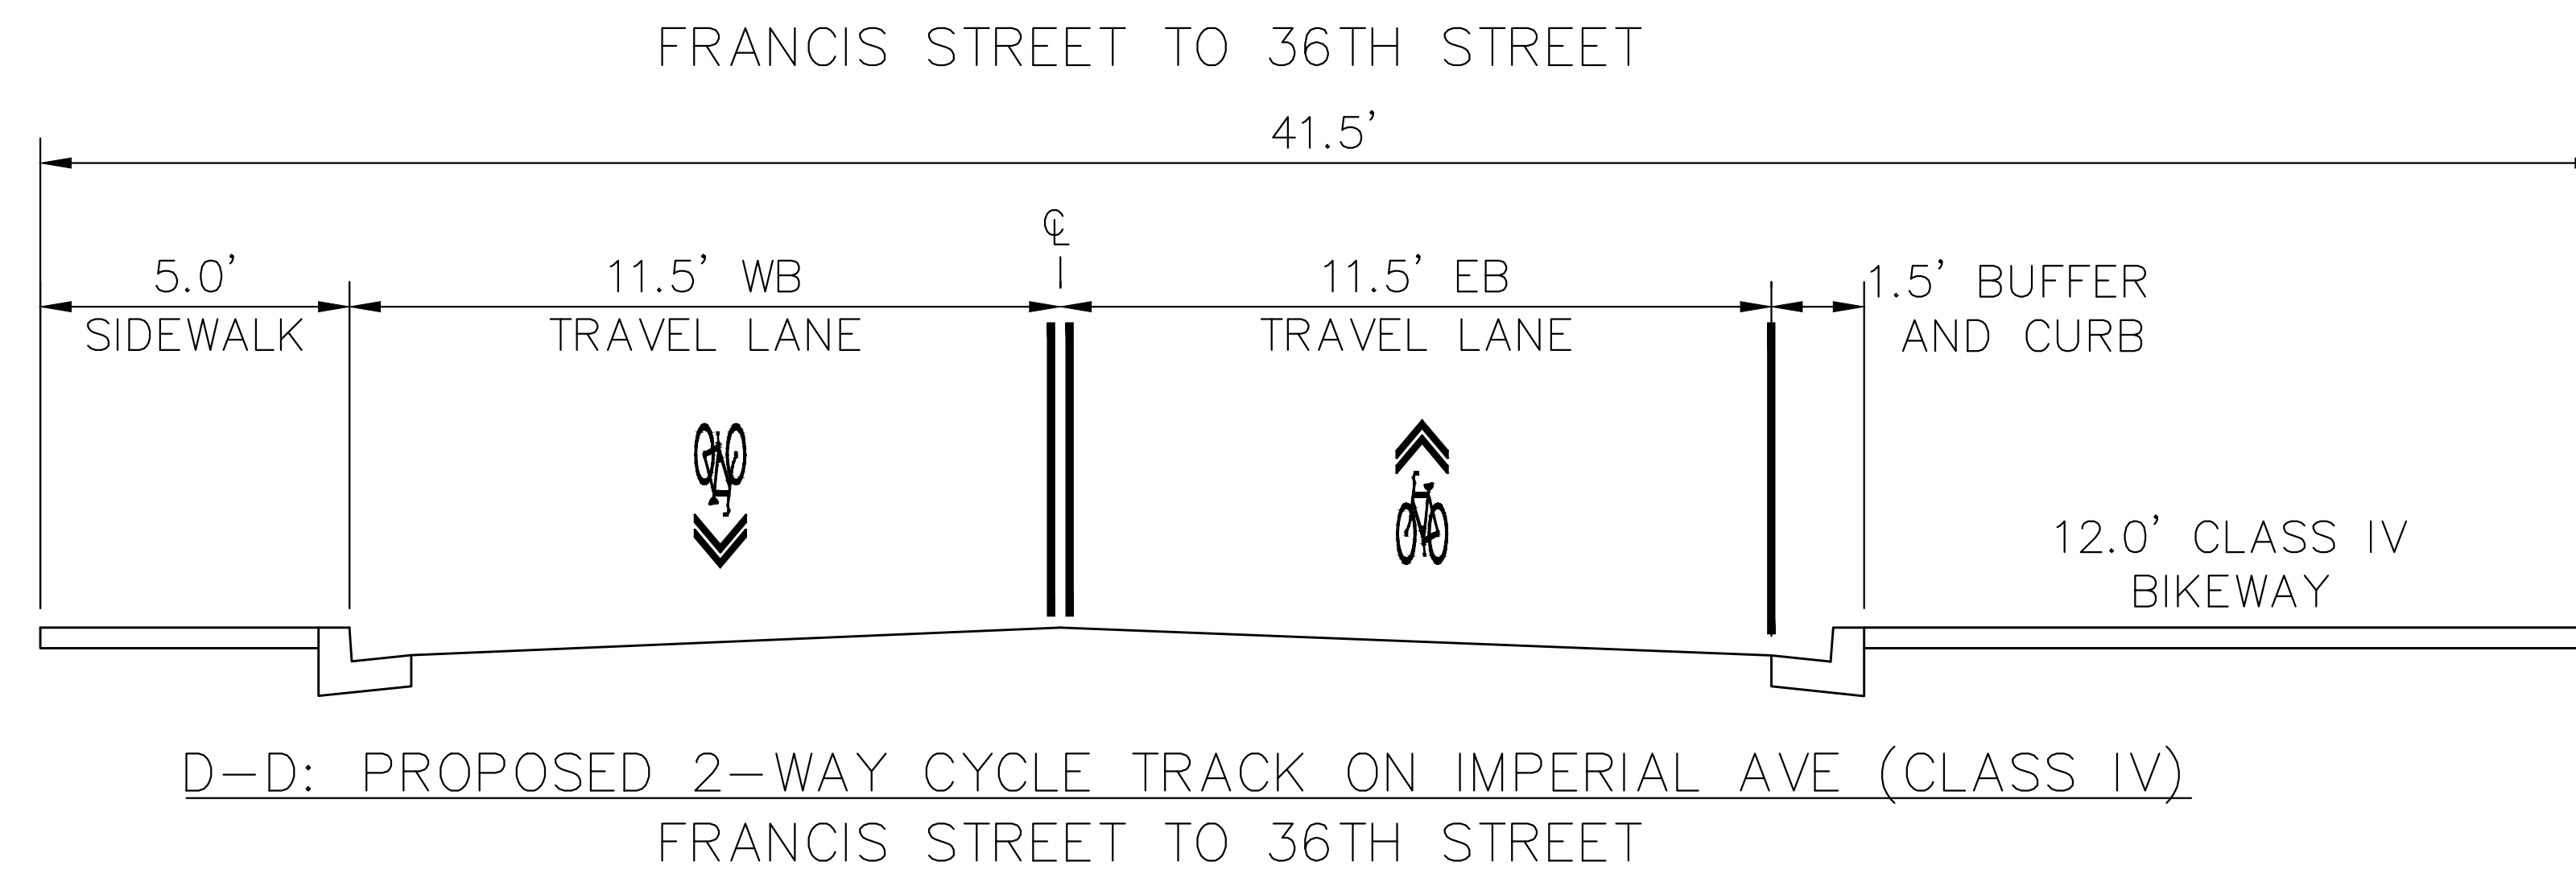 FRANCIS STREET TO 36TH STREET
41.5'
℄
5.0'
SIDEWALK
11.5' WB
TRAVEL LANE
11.5' EB
TRAVEL LANE
1.5' BUFFER
AND CURB
12.0' CLASS IV
BIKEWAY
D-D: PROPOSED 2-WAY CYCLE TRACK ON IMPERIAL AVE (CLASS IV)
FRANCIS STREET TO 36TH STREET